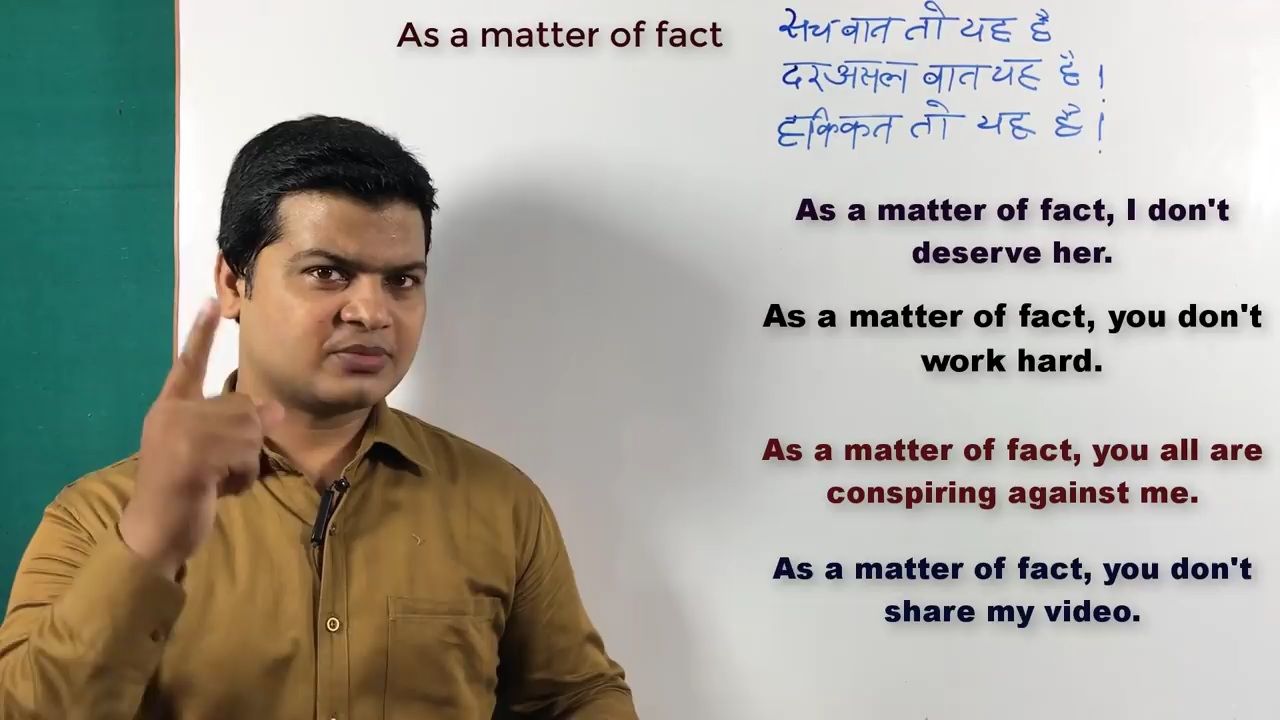 As a matter of fact
सच बात तो यह है
दरअसल बात यह है।
हकिकत तो यह है।
As a matter of fact, I don't
deserve her.
As a matter of fact, you don't
work hard.
As a matter of fact, you all are
conspiring against me.
As a matter of fact, you don't
share my video.